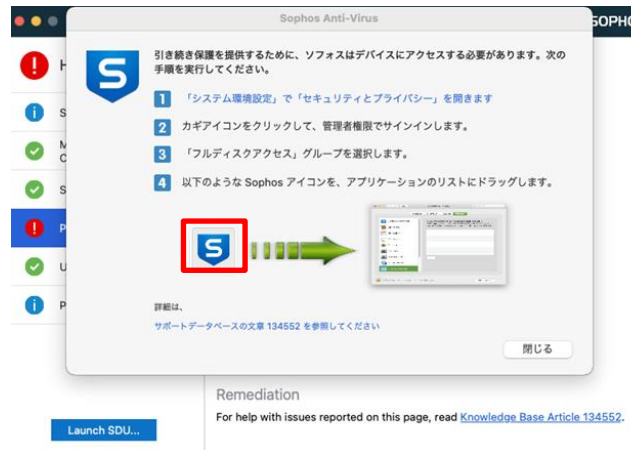 Sophos Anti-Virus
SOPHO
引き続き保護を提供するために、ソフォスはデバイスにアクセスする必要があります。次の
手順を実行してください。
H
1 「システム環境設定」で「セキュリティとプライバシー」を開きます
S
2 カギアイコンをクリックして、管理者権限でサインインします。
M
C
3 「フルディスクアクセス」グループを選択します。
S
4 以下のような Sophos アイコンを、アプリケーションのリストにドラッグします。
P
S
U
P
詳細は、
サポートデータベースの文章 134552 を参照してください
閉じる
Remediation
For help with issues reported on this page, read Knowledge Base Article 134552.
Launch SDU...